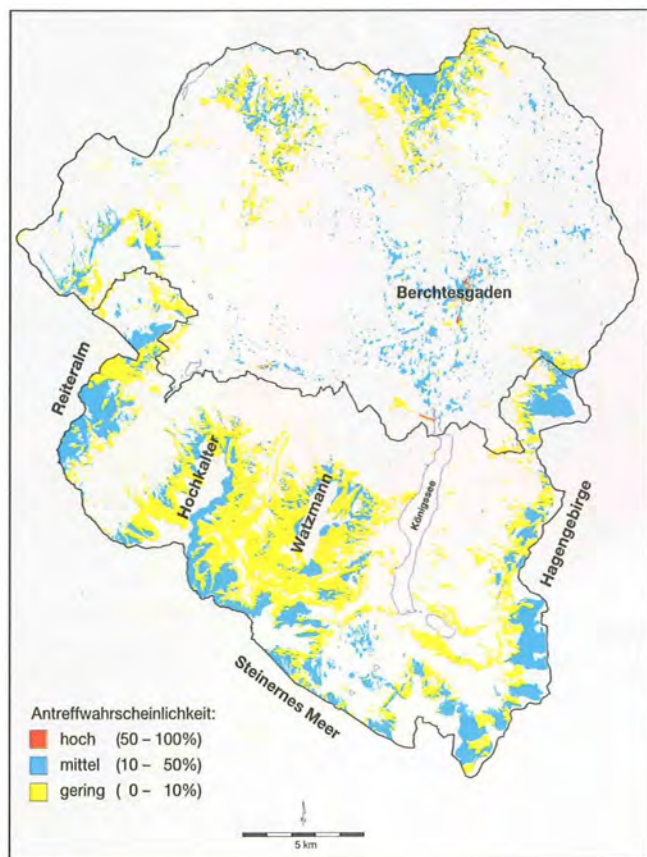 Berchtesgaden
Reiteralm
Hochkalter
Watzmann
Königssee
Hagengebirge
Steinernes Meer
Antreffwahrscheinlichkeit:
hoch (50 – 100%)
mittel (10 – 50%)
gering ( 0 – 10%)
5 km